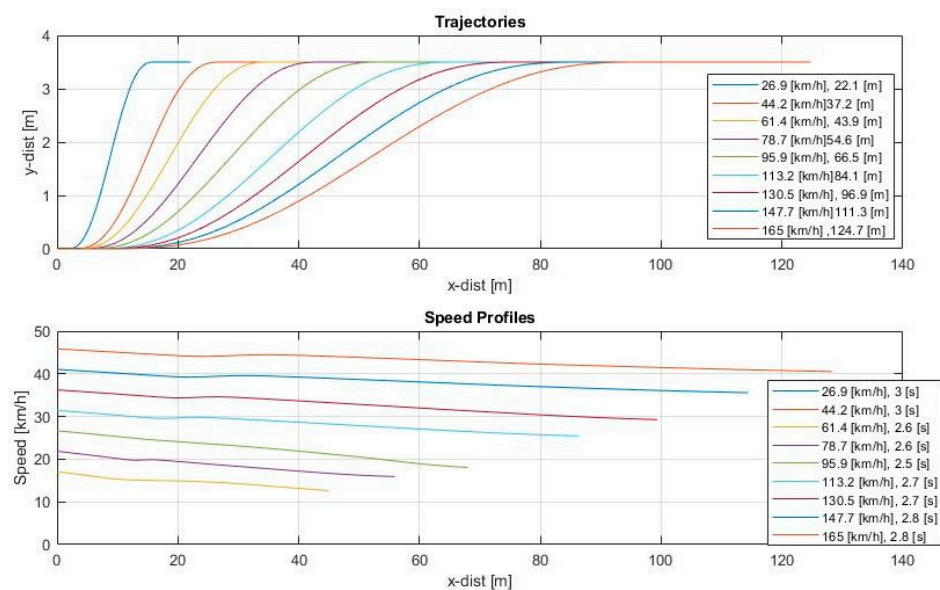 Trajectories
4
3
2
1
0
y-dist [m]
0 20 40 60 80 100 120 140
x-dist [m]
26.9 [km/h], 22.1 [m]
44.2 [km/h]37.2 [m]
61.4 [km/h], 43.9 [m]
78.7 [km/h]54.6 [m]
95.9 [km/h], 66.5 [m]
113.2 [km/h]84.1 [m]
130.5 [km/h], 96.9 [m]
147.7 [km/h]111.3 [m]
165 [km/h] ,124.7 [m]
Speed Profiles
50
40
30
20
10
0
Speed [km/h]
0 20 40 60 80 100 120 140
x-dist [m]
26.9 [km/h], 3 [s]
44.2 [km/h], 3 [s]
61.4 [km/h], 2.6 [s]
78.7 [km/h], 2.6 [s]
95.9 [km/h], 2.5 [s]
113.2 [km/h], 2.7 [s]
130.5 [km/h], 2.7 [s]
147.7 [km/h], 2.8 [s]
165 [km/h], 2.8 [s]